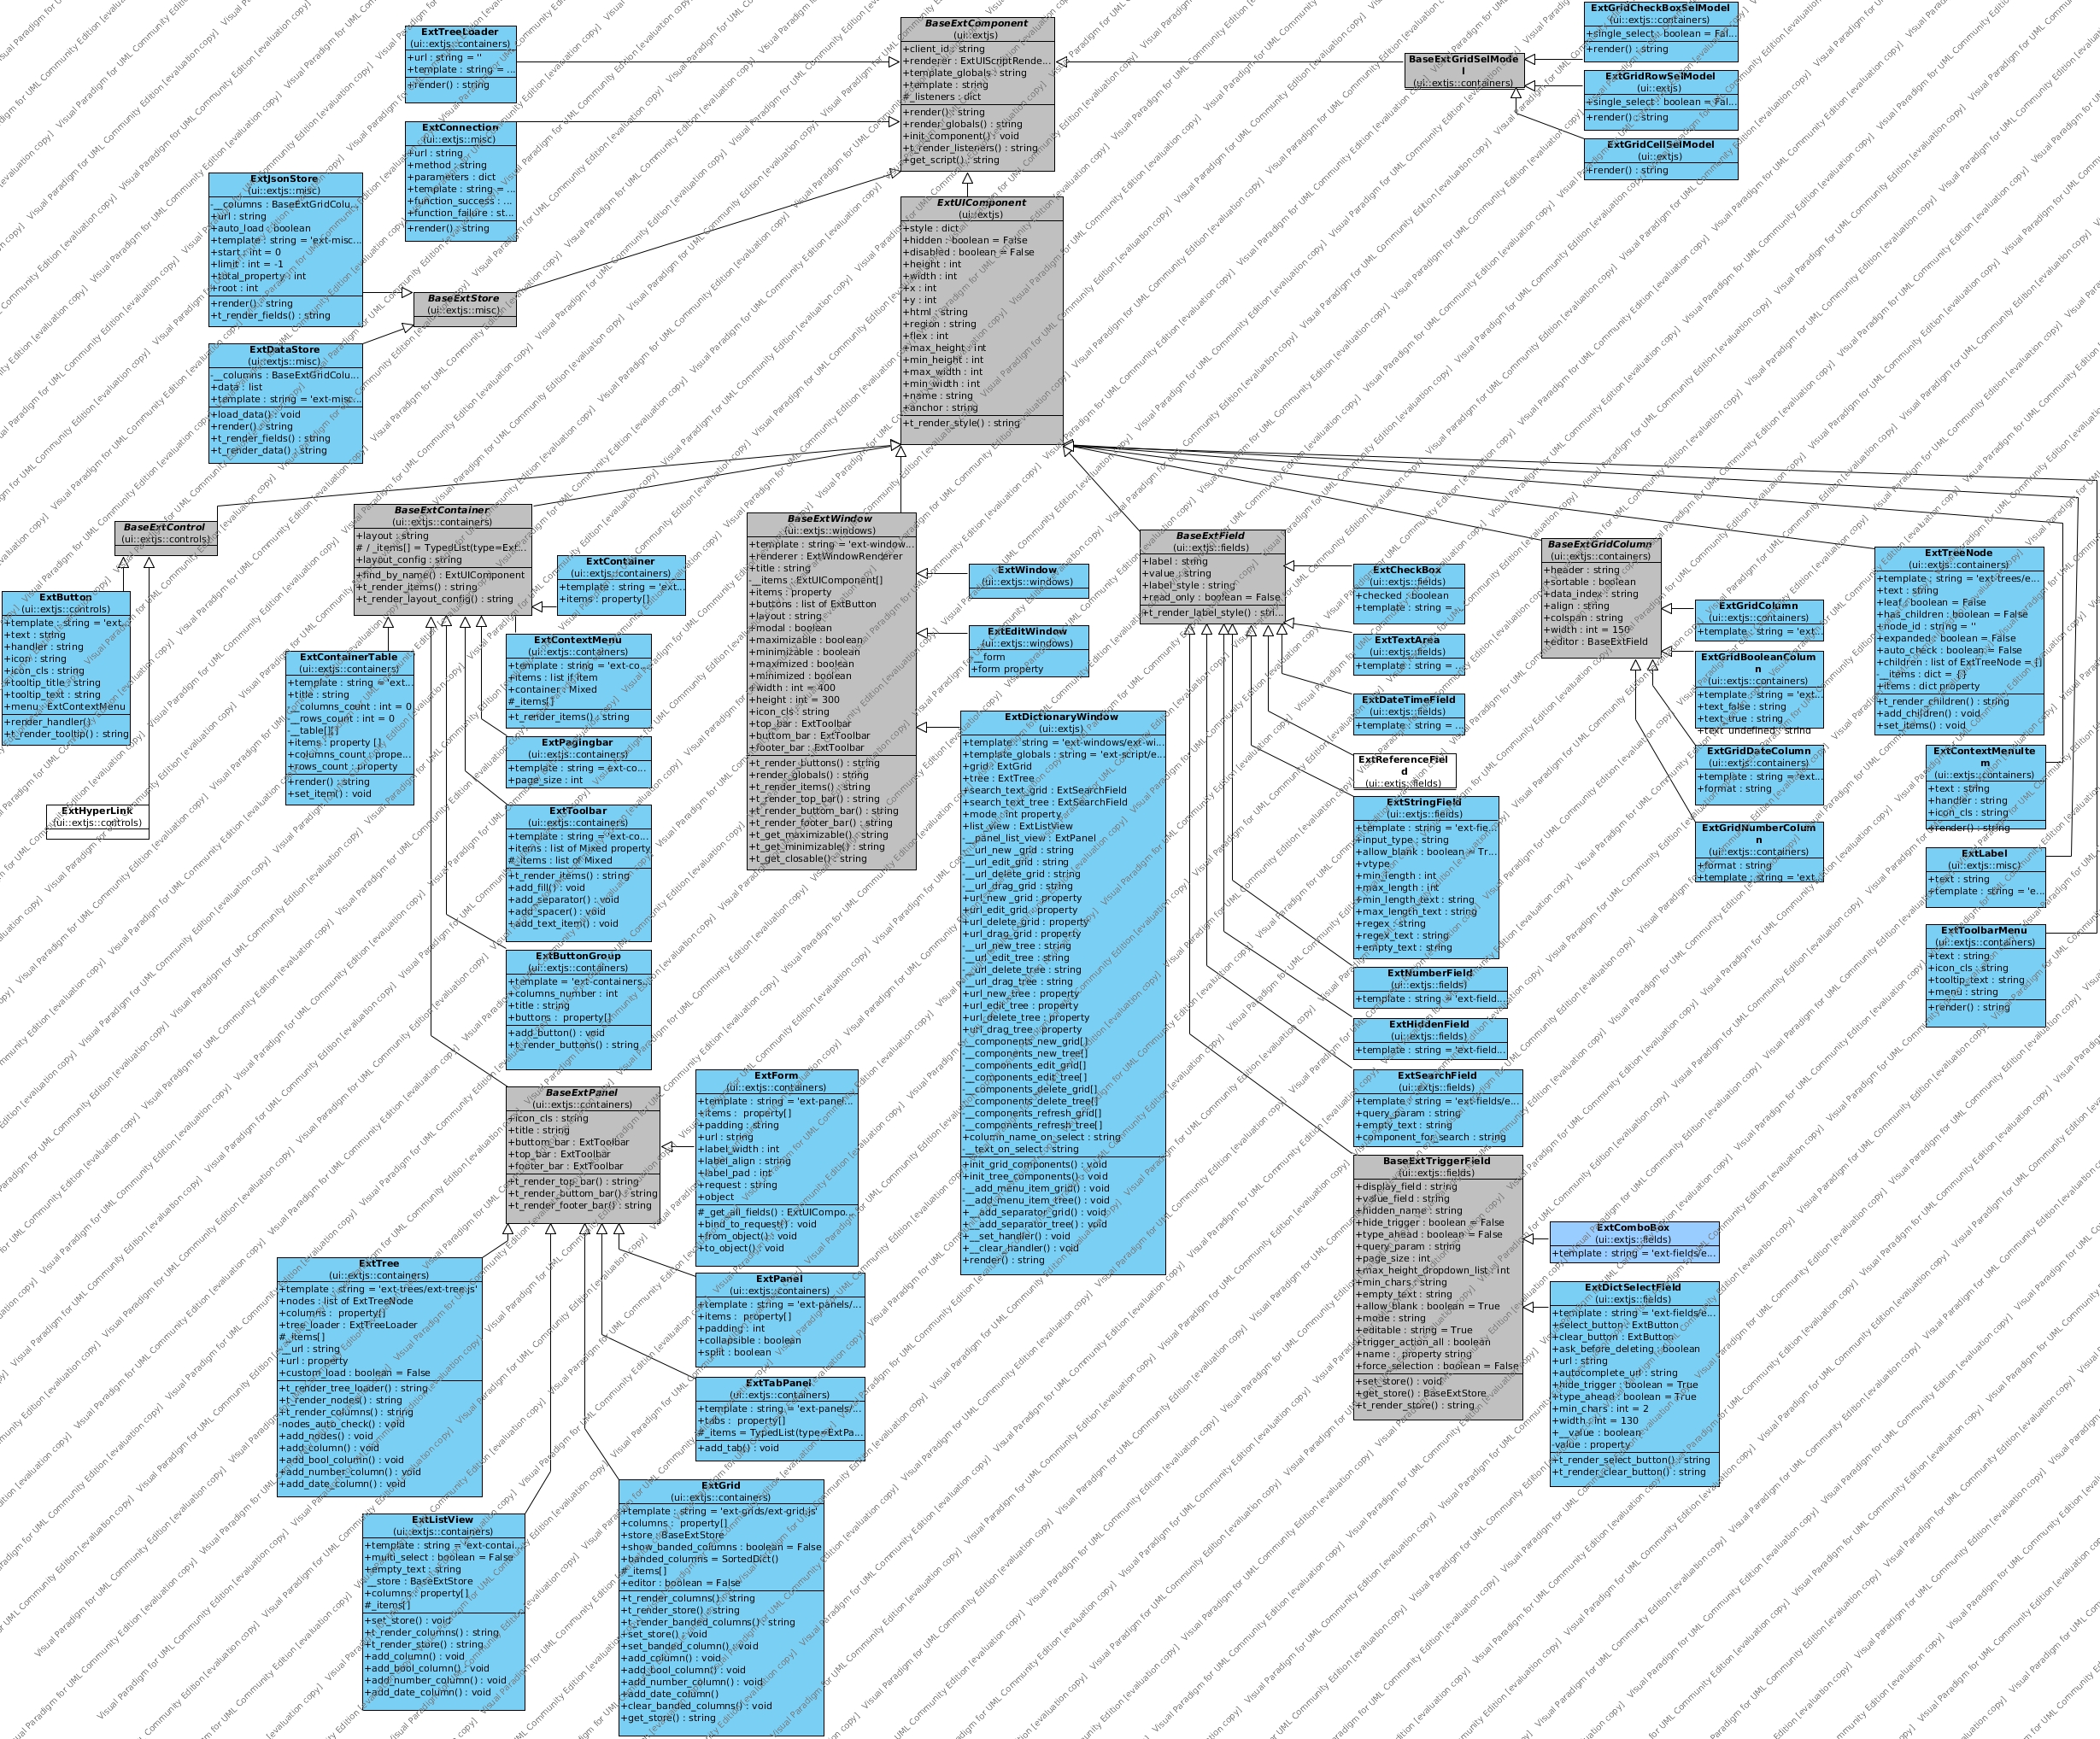 BaseExtComponent
(ui::extjs)
+client_id : string
+renderer : ExtUIScriptRende...
+template_globals : string
+template : string
#_listeners : dict
+render() : string
+render_globals() : string
+init_component() : void
+t_render_listeners() : string
+get_script() : string
ExtTreeLoader
(ui::extjs::containers)
+url : string = ''
+template : string = ...
+render() : string
ExtConnection
(ui::extjs::misc)
+url : string
+method : string
+parameters : dict
+template : string = ...
+function_success : ...
+function_failure : st...
+render() : string
BaseExtGridSelMode
l
(ui::extjs::containers)
ExtGridCheckBoxSelModel
(ui::extjs::containers)
+single_select : boolean = Fal...
+render() : string
ExtGridRowSelModel
(ui::extjs)
+single_select : boolean = Fal...
+render() : string
ExtGridCellSelModel
(ui::extjs)
+render() : string
ExtJsonStore
(ui::extjs::misc)
-__columns : BaseExtGridColu...
+url : string
+auto_load : boolean
+template : string = 'ext-misc...
+start : int = 0
+limit : int = -1
+total_property : int
+root : int
+render() : string
+t_render_fields() : string
BaseExtStore
(ui::extjs::misc)
ExtDataStore
(ui::extjs::misc)
-__columns : BaseExtGridColu...
+data : list
+template : string = 'ext-misc...
+load_data() : void
+render() : string
+t_render_fields() : string
+t_render_data() : string
ExtUIComponent
(ui::extjs)
+style : dict
+hidden : boolean = False
+disabled : boolean = False
+height : int
+width : int
+x : int
+y : int
+html : string
+region : string
+flex : int
+max_height : int
+min_height : int
+max_width : int
+min_width : int
+name : string
+anchor : string
+t_render_style() : string
BaseExtControl
(ui::extjs::controls)
ExtButton
(ui::extjs::controls)
+template : string = 'ext...
+text : string
+handler : string
+icon : string
+icon_cls : string
+tooltip_title : string
+tooltip_text : string
+menu : ExtContextMenu
+render_handler()
+t_render_tooltip() : string
ExtHyperLink
(ui::extjs::controls)
BaseExtContainer
(ui::extjs::containers)
+layout : string
# / _items[] = TypedList(type=Ext...
+layout_config : string
+find_by_name() : ExtUIComponent
+t_render_items() : string
+t_render_layout_config() : string
ExtContainer
(ui::extjs::containers)
+template : string = 'ext...
+items : property[]
ExtContainerTable
(ui::extjs::containers)
+template : string = 'ext...
+title : string
-__columns_count : int = 0
-__rows_count : int = 0
-__table[][]
+items : property []
+columns_count : prope...
+rows_count : property
+render() : string
+set_item() : void
ExtContextMenu
(ui::extjs::containers)
+template : string = 'ext-co...
+items : list if item
+container : Mixed
#_items[]
+t_render_items() : string
ExtPagingbar
(ui::extjs::containers)
+template : string = ext-co...
+page_size : int
ExtToolbar
(ui::extjs::containers)
+template : string = 'ext-co...
+items : list of Mixed property
#_items : list of Mixed
+t_render_items() : string
+add_fill() : void
+add_separator() : void
+add_spacer() : void
+add_text_item() : void
ExtButtonGroup
(ui::extjs::containers)
+template = 'ext-containers...
+columns_number : int
+title : string
+buttons : property[]
+add_button() : void
+t_render_buttons() : string
BaseExtPanel
(ui::extjs::containers)
+icon_cls : string
+title : string
+buttom_bar : ExtToolbar
+top_bar : ExtToolbar
+footer_bar : ExtToolbar
+t_render_top_bar() : string
+t_render_buttom_bar() : string
+t_render_footer_bar() : string
ExtForm
(ui::extjs::containers)
+template : string = 'ext-panel...
+items : property[]
+padding : string
+url : string
+label_width : int
+label_align : string
+label_pad : int
+request : string
+object
#_get_all_fields() : ExtUICompo...
+bind_to_request() : void
+from_object() : void
+to_object() : void
ExtPanel
(ui::extjs::containers)
+template : string = 'ext-panels/...
+items : property[]
+padding : int
+collapsible : boolean
+split : boolean
ExtTabPanel
(ui::extjs::containers)
+template : string = 'ext-panels/...
+tabs : property[]
#_items = TypedList(type=ExtPa...
+add_tab() : void
ExtTree
(ui::extjs::containers)
+template : string = 'ext-trees/ext-tree.js'
+nodes : list of ExtTreeNode
+columns : property[]
+tree_loader : ExtTreeLoader
#_items[]
-__url : string
+url : property
+custom_load : boolean = False
+t_render_tree_loader() : string
+t_render_nodes() : string
+t_render_columns() : string
-nodes_auto_check() : void
+add_nodes() : void
+add_column() : void
+add_bool_column() : void
+add_number_column() : void
+add_date_column() : void
ExtListView
(ui::extjs::containers)
+template : string = 'ext-contai...
+multi_select : boolean = False
+empty_text : string
-__store : BaseExtStore
+columns : property[]
#_items[]
+set_store() : void
+t_render_columns() : string
+t_render_store() : string
+add_column() : void
+add_bool_column() : void
+add_number_column() : void
+add_date_column() : void
ExtGrid
(ui::extjs::containers)
+template : string = 'ext-grids/ext-grid.js'
+columns : property[]
+store : BaseExtStore
+show_banded_columns : boolean = False
+banded_columns = SortedDict()
#_items[]
+editor : boolean = False
+t_render_columns() : string
+t_render_store() : string
+t_render_banded_columns() : string
+set_store() : void
+set_banded_column() : void
+add_column() : void
+add_bool_column() : void
+add_number_column() : void
+add_date_column()
+clear_banded_columns() : void
+get_store() : string
BaseExtWindow
(ui::extjs::windows)
+template : string = 'ext-window...
+renderer : ExtWindowRenderer
+title : string
-__items : ExtUIComponent[]
+items : property
+buttons : list of ExtButton
+layout : string
+modal : boolean
+maximizable : boolean
+minimizable : boolean
+maximized : boolean
+minimized : boolean
+width : int = 400
+height : int = 300
+icon_cls : string
+top_bar : ExtToolbar
+buttom_bar : ExtToolbar
+footer_bar : ExtToolbar
+t_render_buttons() : string
+render_globals() : string
+t_render_items() : string
+t_render_top_bar() : string
+t_render_buttom_bar() : string
+t_render_footer_bar() : string
+t_get_maximizable() : string
+t_get_minimizable() : string
+t_get_closable() : string
ExtWindow
(ui::extjs::windows)
ExtEditWindow
(ui::extjs::windows)
-__form
+form property
ExtDictionaryWindow
(ui::extjs)
+template : string = 'ext-windows/ext-wi...
+template_globals : string = 'ext-script/e...
+grid : ExtGrid
+tree : ExtTree
+search_text_grid : ExtSearchField
+search_text_tree : ExtSearchField
+mode : int property
+list_view : ExtListView
-__panel_list_view : ExtPanel
-__url_new _grid : string
-__url_edit_grid : string
-__url_delete_grid : string
-__url_drag_grid : string
+url_new _grid : property
+url_edit_grid : property
+url_delete_grid : property
+url_drag_grid : property
-__url_new_tree : string
-__url_edit_tree : string
-__url_delete_tree : string
-__url_drag_tree : string
+url_new_tree : property
+url_edit_tree : property
+url_delete_tree : property
+url_drag_tree : property
-__components_new_grid[]
-__components_new_tree[]
-__components_edit_grid[]
-__components_edit_tree[]
-__components_delete_grid[]
-__components_delete_tree[]
-__components_refresh_grid[]
-__components_refresh_tree[]
+column_name_on_select : string
-__text_on_select() : string
+init_grid_components() : void
+init_tree_components() : void
-__add_menu_item_grid() : void
-__add_menu_item_tree() : void
+__add_separator_grid() : void
+__add_separator_tree() : void
+__set_handler() : void
+__clear_handler() : void
+render() : string
BaseExtField
(ui::extjs::fields)
+label : string
+value : string
+label_style : string
+read_only : boolean = False
+t_render_label_style() : stri...
ExtCheckBox
(ui::extjs::fields)
+checked : boolean
+template : string = ...
ExtTextArea
(ui::extjs::fields)
+template : string = ...
ExtDateTimeField
(ui::extjs::fields)
+template : string = ...
ExtReferenceFiel
d
(ui::extjs::fields)
ExtStringField
(ui::extjs::fields)
+template : string = 'ext-fie...
+input_type : string
+allow_blank : boolean = Tr...
+vtype
+min_length : int
+max_length : int
+min_length_text : string
+max_length_text : string
+regex : string
+regex_text : string
+empty_text : string
ExtNumberField
(ui::extjs::fields)
+template : string = 'ext-field...
ExtHiddenField
(ui::extjs::fields)
+template : string = 'ext-field...
ExtSearchField
(ui::extjs::fields)
+template : string = 'ext-fields/e...
+query_param : string
+empty_text : string
+component_for_search : string
BaseExtTriggerField
(ui::extjs::fields)
+display_field : string
+value_field : string
+hidden_name : string
+hide_trigger : boolean = False
+type_ahead : boolean = False
+query_param : string
+page_size : int
+max_height_dropdown_list : int
+min_chars : string
+empty_text : string
+allow_blank : boolean = True
+mode : string
+editable : string = True
+trigger_action_all : boolean
+name : property string
+force_selection : boolean = False
+set_store() : void
+get_store() : BaseExtStore
+t_render_store() : string
ExtComboBox
(ui::extjs::fields)
+template : string = 'ext-fields/e...
ExtDictSelectField
(ui::extjs::fields)
+template : string = 'ext-fields/e...
+select_button : ExtButton
+clear_button : ExtButton
+ask_before_deleting : boolean
+url : string
+autocomplete_url : string
+hide_trigger : boolean = True
+type_ahead : boolean = True
+min_chars : int = 2
+width : int = 130
+__value : boolean
-value : property
+t_render_select_button() : string
+t_render_clear_button() : string
BaseExtGridColumn
(ui::extjs::containers)
+header : string
+sortable : boolean
+data_index : string
+align : string
+colspan : string
+width : int = 150
+editor : BaseExtField
ExtGridColumn
(ui::extjs::containers)
+template : string = 'ext...
ExtGridBooleanColum
n
(ui::extjs::containers)
+template : string = 'ext...
+text_false : string
+text_true : string
+text_undefined : string
ExtGridDateColumn
(ui::extjs::containers)
+template : string = 'ext...
+format : string
ExtGridNumberColum
n
(ui::extjs::containers)
+format : string
+template : string = 'ext...
ExtTreeNode
(ui::extjs::containers)
+template : string = 'ext-trees/e...
+text : string
+leaf : boolean = False
+has_children : boolean = False
+node_id : string = ''
+expanded : boolean = False
+auto_check : boolean = False
+children : list of ExtTreeNode = []
-__items : dict = {}
+items : dict property
+t_render_children() : string
+add_children() : void
+set_items() : void
ExtContextMenuIte
m
(ui::extjs::containers)
+text : string
+handler : string
+icon_cls : string
+render() : string
ExtLabel
(ui::extjs::misc)
+text : string
+template : string = 'e...
ExtToolbarMenu
(ui::extjs::containers)
+text : string
+icon_cls : string
+tooltip_text : string
+menu : string
+render() : string
Visual Paradigm for UML Community Edition [evaluation copy]